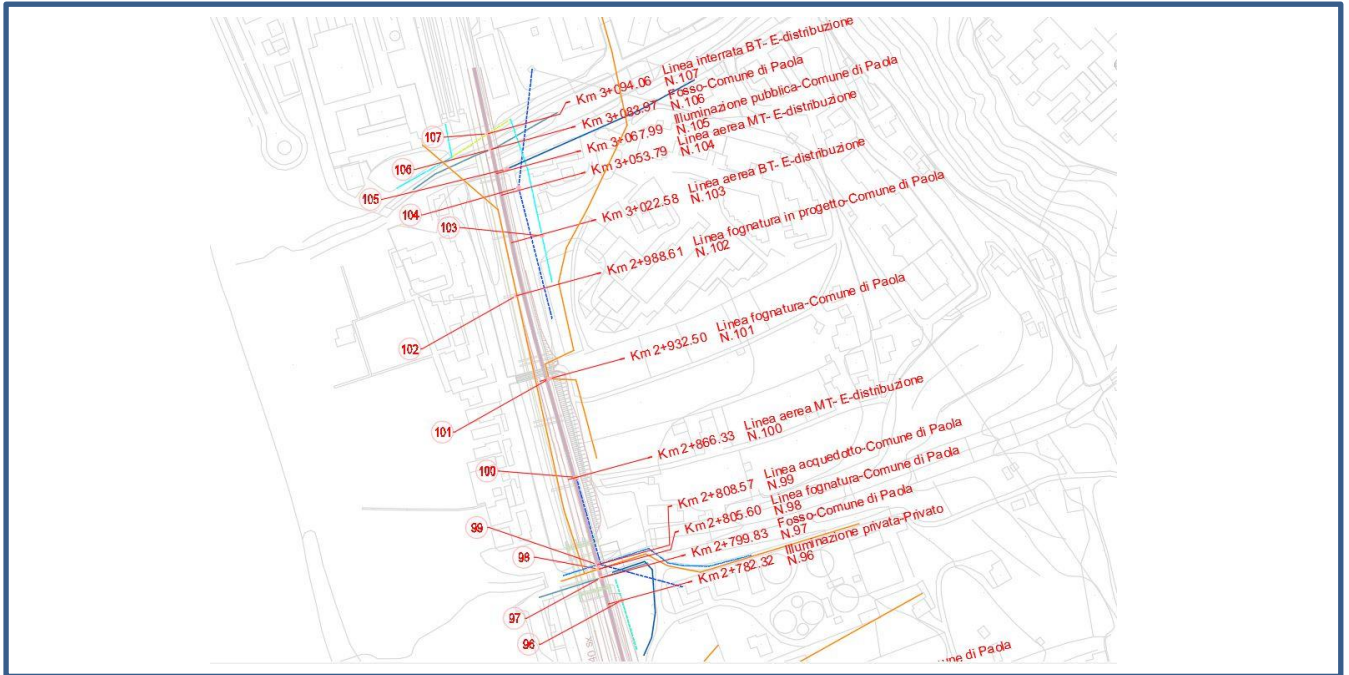 Km 3+094.06 Linea interrata BT- E-distribuzione
N.107
Km 3+083.97 Fosso-Comune di Paola
N.106
Km 3+067.99 Illuminazione pubblica-Comune di Paola
N.105
Km 3+053.79 Linea aerea MT- E-distribuzione
N.104
Km 3+022.58 Linea aerea BT- E-distribuzione
N.103
Km 2+988.61 Linea fognatura in progetto-Comune di Paola
N.102
Km 2+932.50 Linea fognatura-Comune di Paola
N.101
Km 2+866.33 Linea aerea MT- E-distribuzione
N.100
Km 2+808.57 Linea acquedotto-Comune di Paola
N.99
Km 2+805.60 Linea fognatura-Comune di Paola
N.98
Km 2+799.83 Fosso-Comune di Paola
N.97
Km 2+782.32 Illuminazione privata-Privato
N.96
107
106
105
104
103
102
101
100
99
98
97
96
di Paola